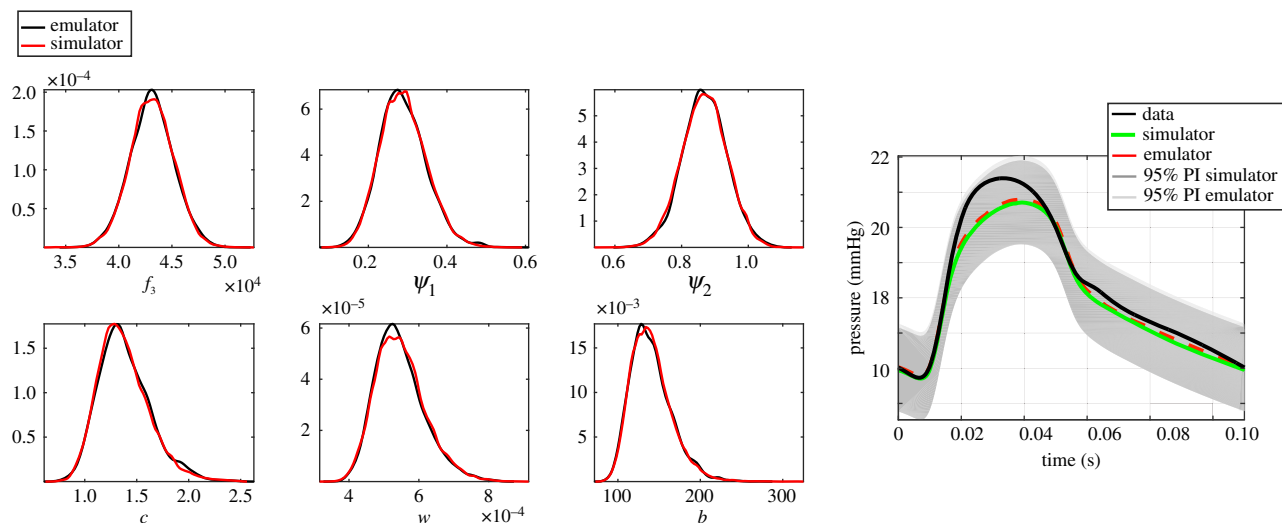 emulator
simulator
×10⁻⁴
2.0
1.5
1.0
0.5
3.0 3.5 4.0 4.5 5.0
f₃ ×10⁴
6
4
2
0.2 0.4 0.6
ψ₁
5
4
3
2
1
0.6 0.8 1.0
ψ₂
1.5
1.0
0.5
1.0 1.5 2.0 2.5
c
×10⁻⁵
6
5
4 6 8
w ×10⁻⁴
×10⁻³
15
10
5
100 200 300
b
data
simulator
emulator
95% PI simulator
95% PI emulator
22
20
18
10
pressure (mmHg)
0 0.02 0.04 0.06 0.08 0.10
time (s)